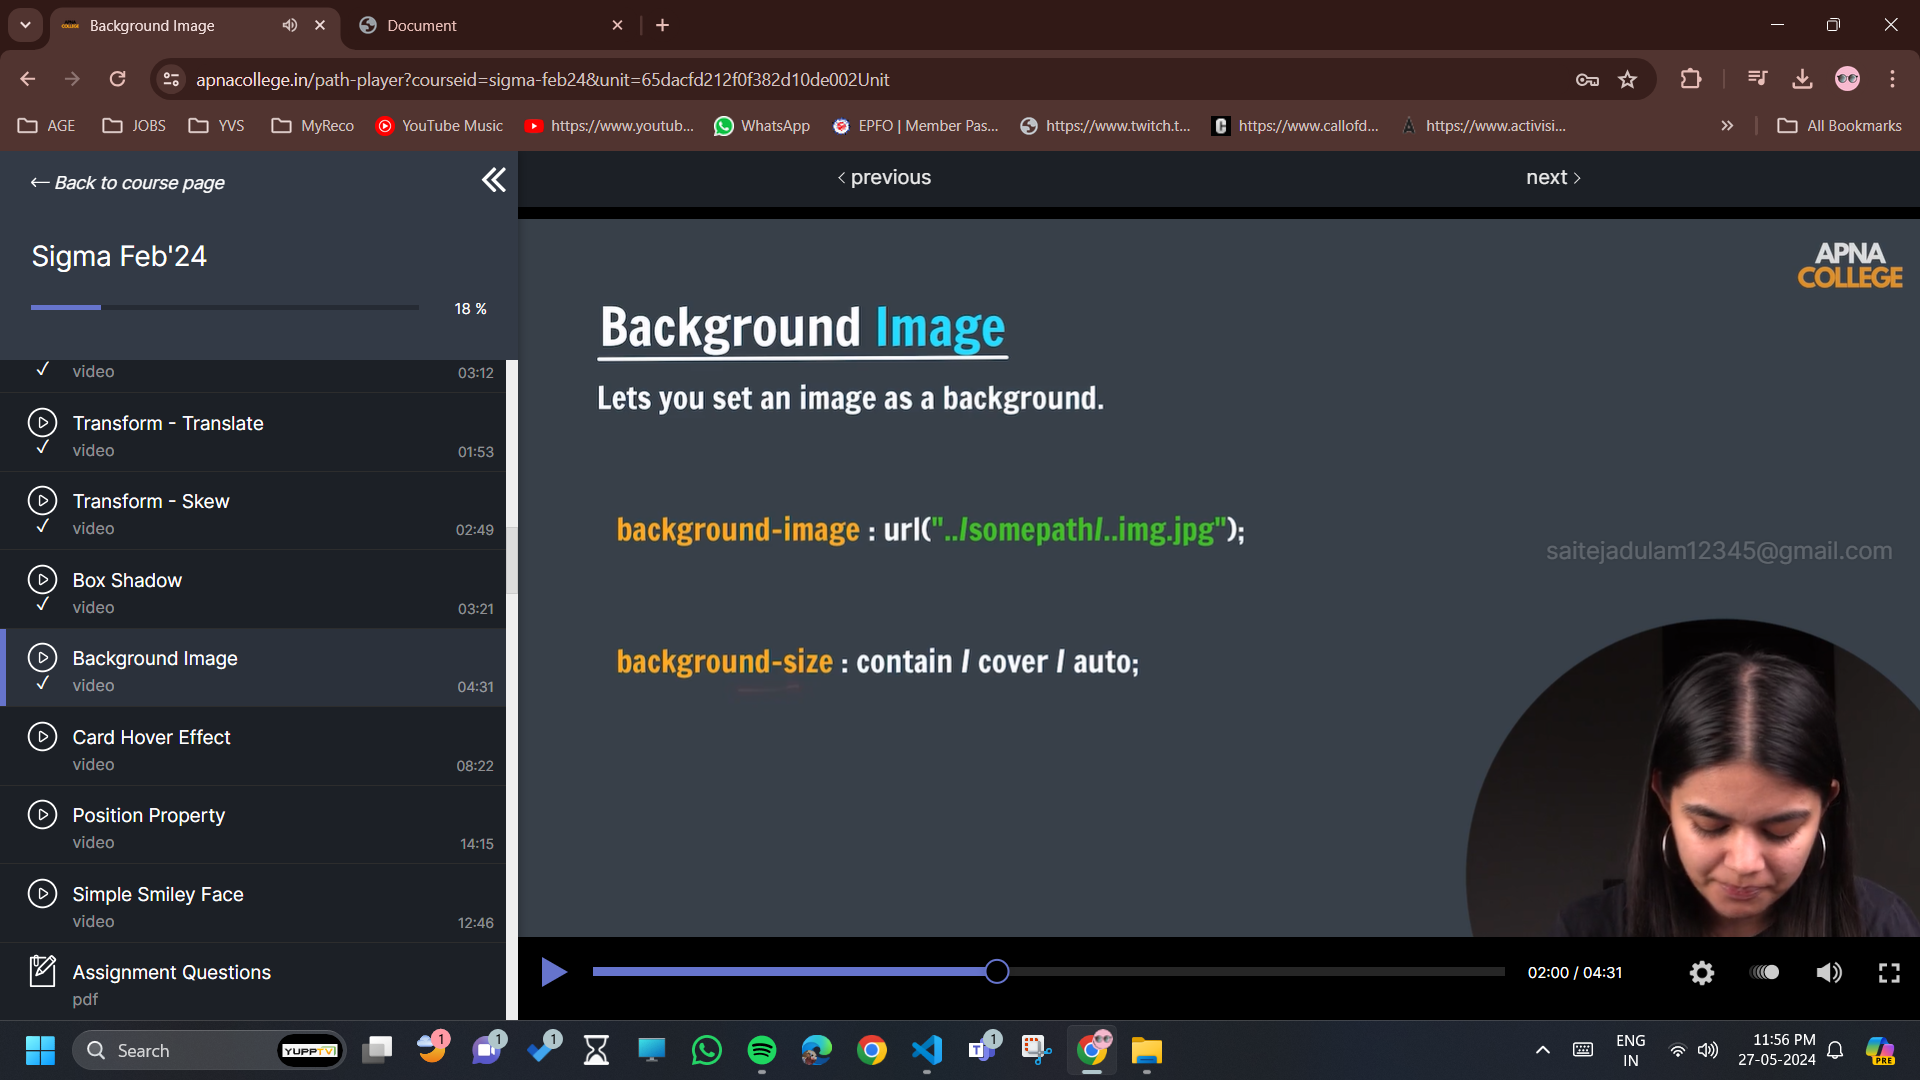 Background Image
Document
apnacollege.in/path-player?courseid=sigma-feb24&unit=65dacfd212f0f382d10de002Unit
AGE
JOBS
YVS
MyReco
YouTube Music
https://www.youtub...
WhatsApp
EPFO | Member Pas...
https://www.twitch.t...
https://www.callofd...
https://www.activisi...
All Bookmarks
← Back to course page
‹ previous
next ›
Sigma Feb'24
18 %
video
03:12
Transform - Translate
video
01:53
Transform - Skew
video
02:49
Box Shadow
video
03:21
Background Image
video
04:31
Card Hover Effect
video
08:22
Position Property
video
14:15
Simple Smiley Face
video
12:46
Assignment Questions
pdf
APNA
COLLEGE
Background Image
Lets you set an image as a background.
background-image : url("../somepath/..img.jpg");
saitejadulam12345@gmail.com
background-size : contain / cover / auto;
02:00 / 04:31
Search
YUPPTV
1
1
1
1
ENG
IN
11:56 PM
27-05-2024
PRE